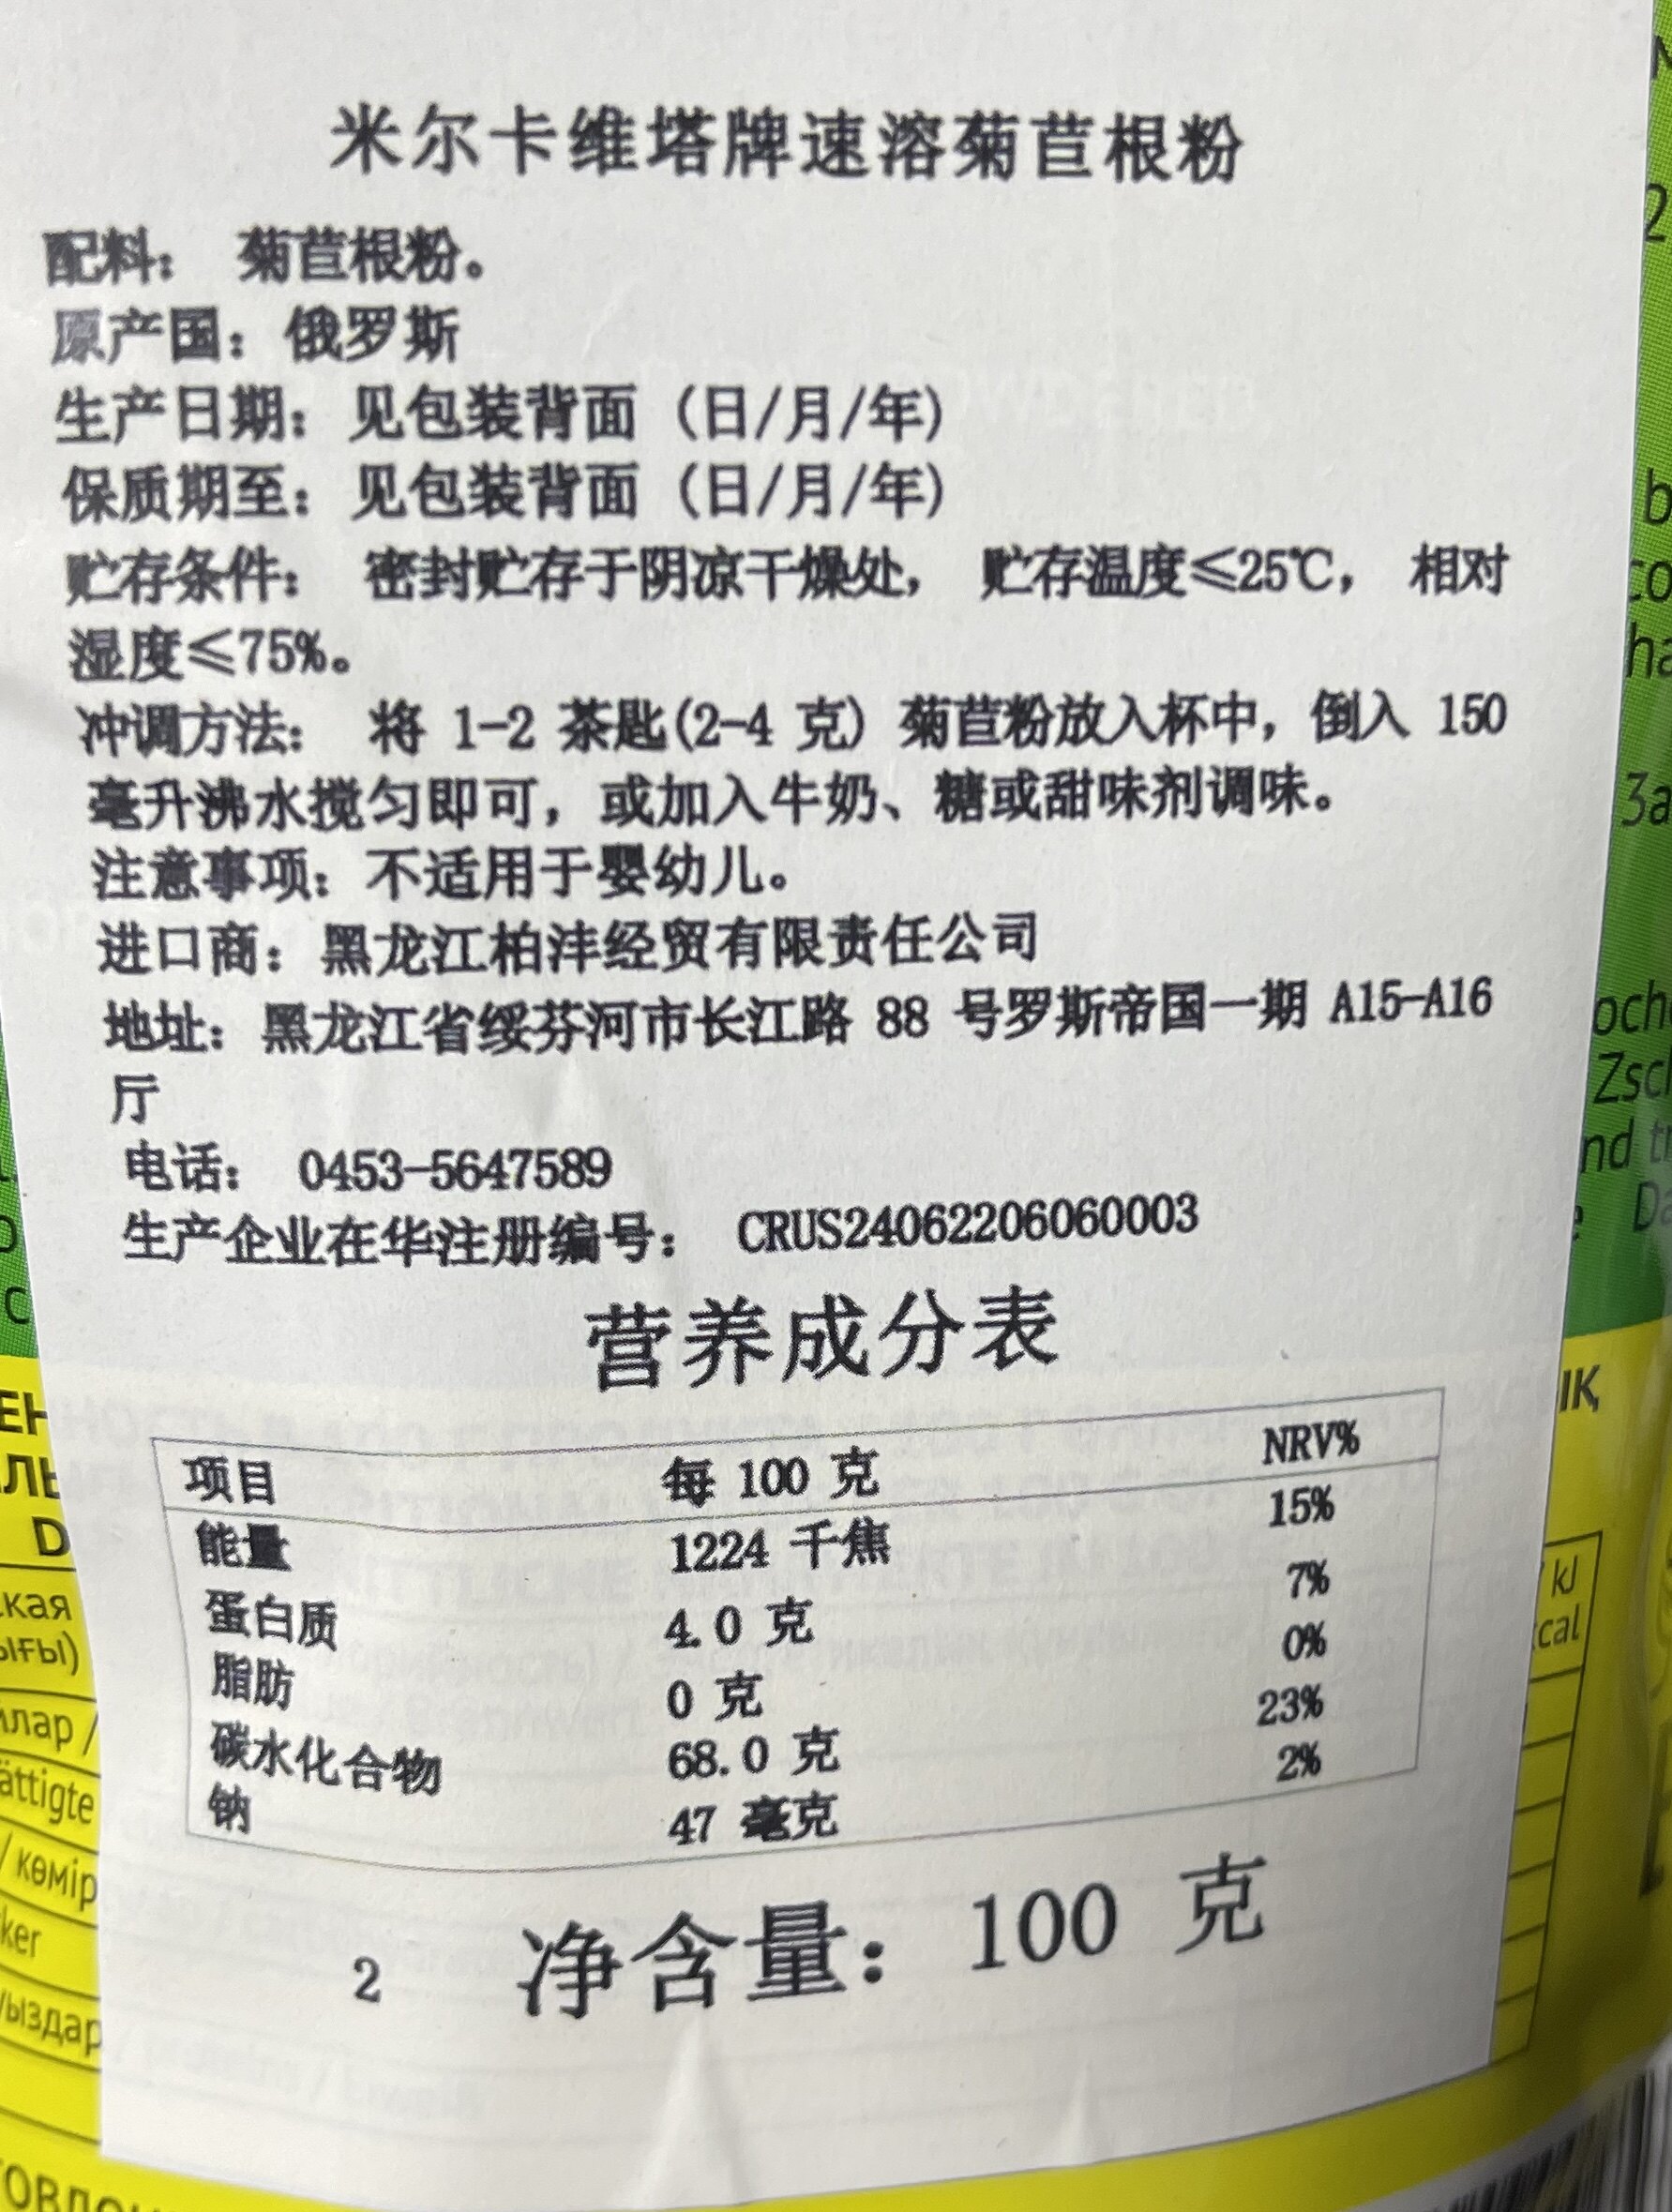 米尔卡维塔牌速溶菊苣根粉
配料： 菊苣根粉。
原产国：俄罗斯
生产日期：见包装背面（日/月/年）
保质期至：见包装背面（日/月/年）
贮存条件： 密封贮存于阴凉干燥处， 贮存温度≤25℃， 相对
湿度≤75%。
冲调方法： 将 1-2 茶匙(2-4 克) 菊苣粉放入杯中，倒入 150
毫升沸水搅匀即可，或加入牛奶、糖或甜味剂调味。
注意事项：不适用于婴幼儿。
进口商：黑龙江柏沣经贸有限责任公司
地址：黑龙江省绥芬河市长江路 88 号罗斯帝国一期 A15-A16
厅
电话： 0453-5647589
生产企业在华注册编号： CRUS24062206060003
营养成分表
项目 每 100 克 NRV%
能量 1224 千焦 15%
蛋白质 4.0 克 7%
脂肪 0 克 0%
碳水化合物 68.0 克 23%
钠 47 毫克 2%
2 净含量： 100 克
kJ